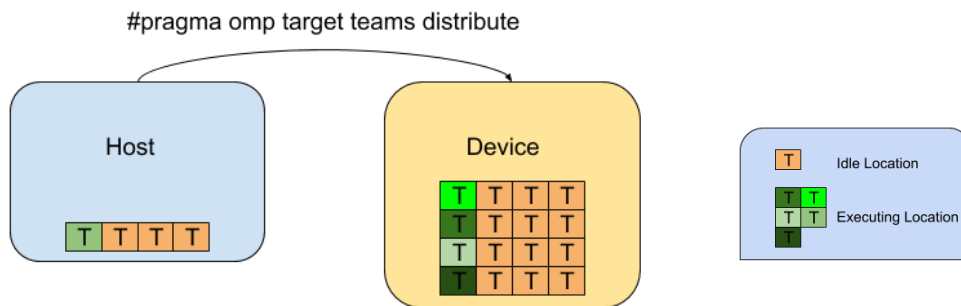 #pragma omp target teams distribute
Host
Device
T T T T
T T T T
T T T T
T T T T
T T T T
T
Idle Location
T T
T T
T
Executing Location